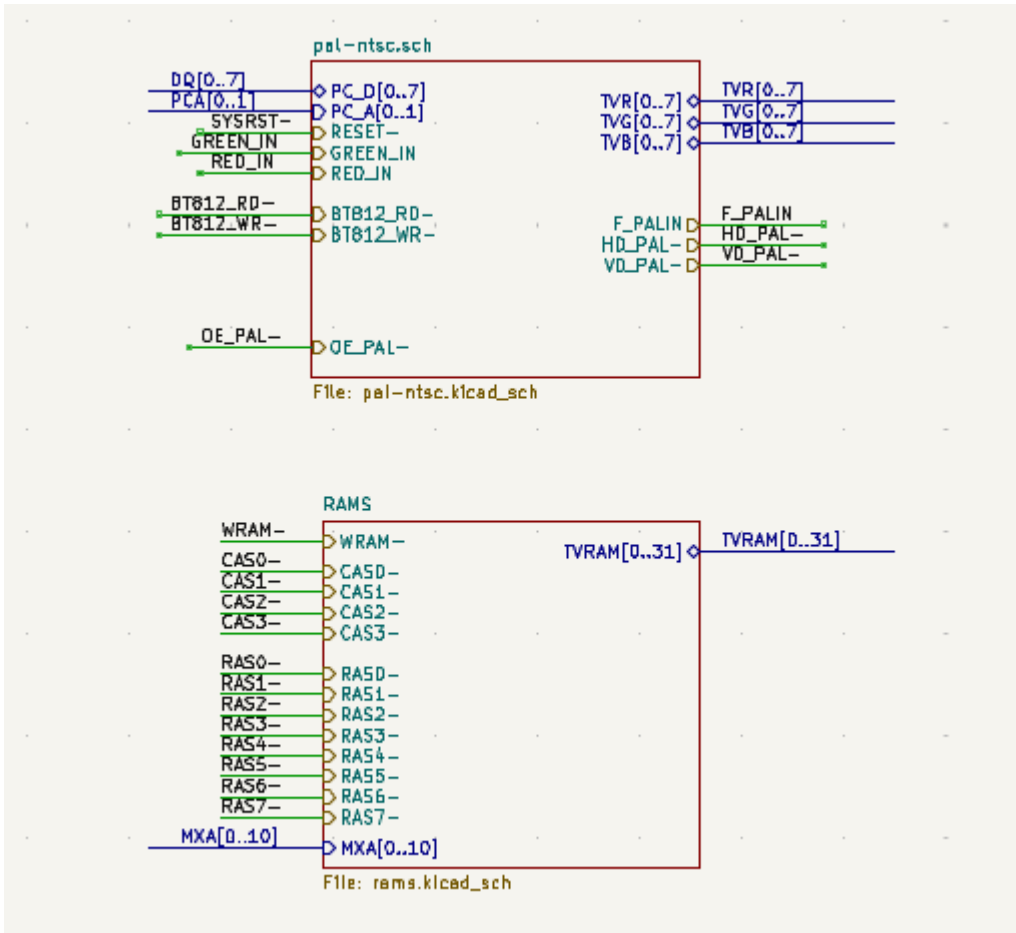 pal-ntsc.sch
DQ[0..7]
PC_D[0..7]
PCA[0..1]
PC_A[0..1]
SYSRST-
RESET-
GREEN_IN
GREEN_IN
RED_IN
RED_IN
BT812_RD-
BT812_RD-
BT812_WR-
BT812_WR-
OE_PAL-
OE_PAL-
TVR[0..7]
TVR[0..7]
TVG[0..7]
TVG[0..7]
TVB[0..7]
TVB[0..7]
F_PALIN
F_PALIN
HD_PAL-
HD_PAL-
VD_PAL-
VD_PAL-
File: pal-ntsc.kicad_sch
RAMS
WRAM-
WRAM-
CAS0-
CAS0-
CAS1-
CAS1-
CAS2-
CAS2-
CAS3-
CAS3-
RAS0-
RAS0-
RAS1-
RAS1-
RAS2-
RAS2-
RAS3-
RAS3-
RAS4-
RAS4-
RAS5-
RAS5-
RAS6-
RAS6-
RAS7-
RAS7-
MXA[0..10]
MXA[0..10]
TVRAM[0..31]
TVRAM[0..31]
File: rams.kicad_sch